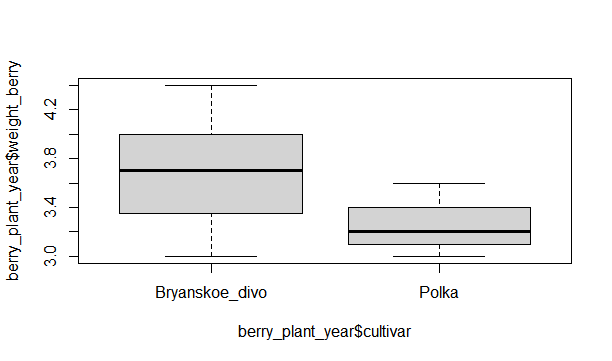 berry_plant_year$weight_berry
4.2
3.8
3.4
3.0
Bryanskoe_divo Polka
berry_plant_year$cultivar